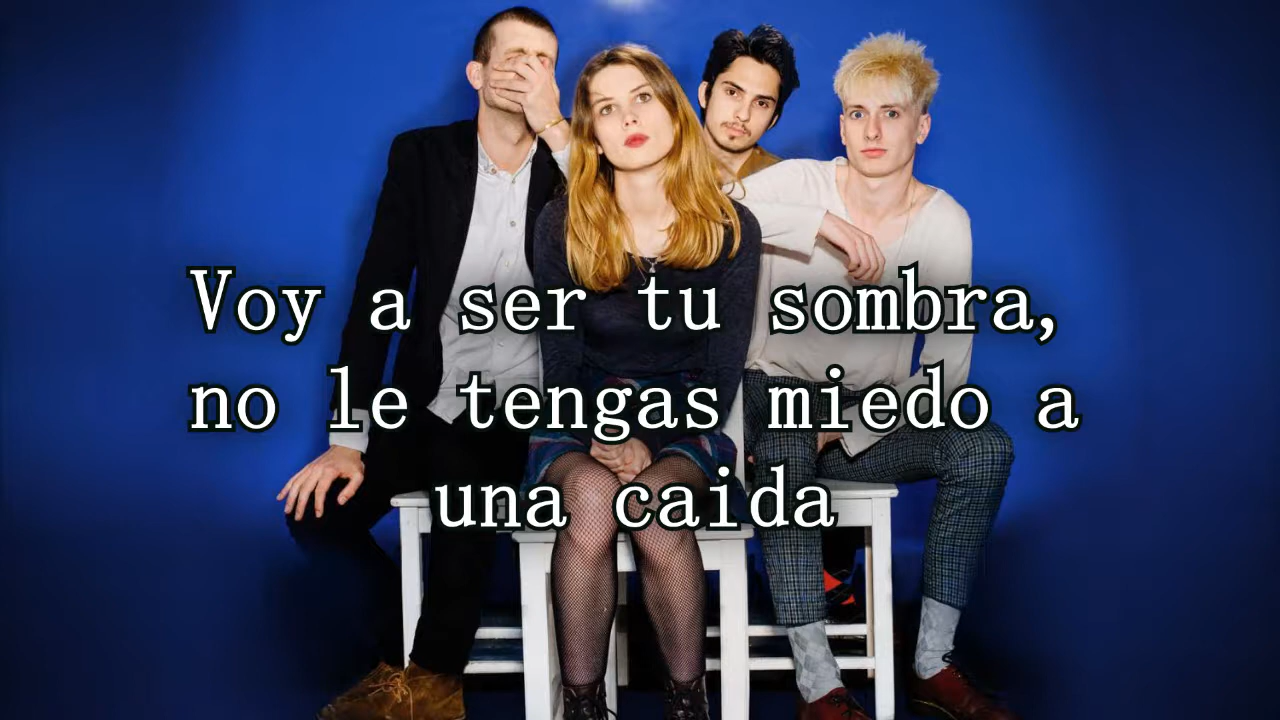 Voy a ser tu sombra,
no le tengas miedo a
una caida